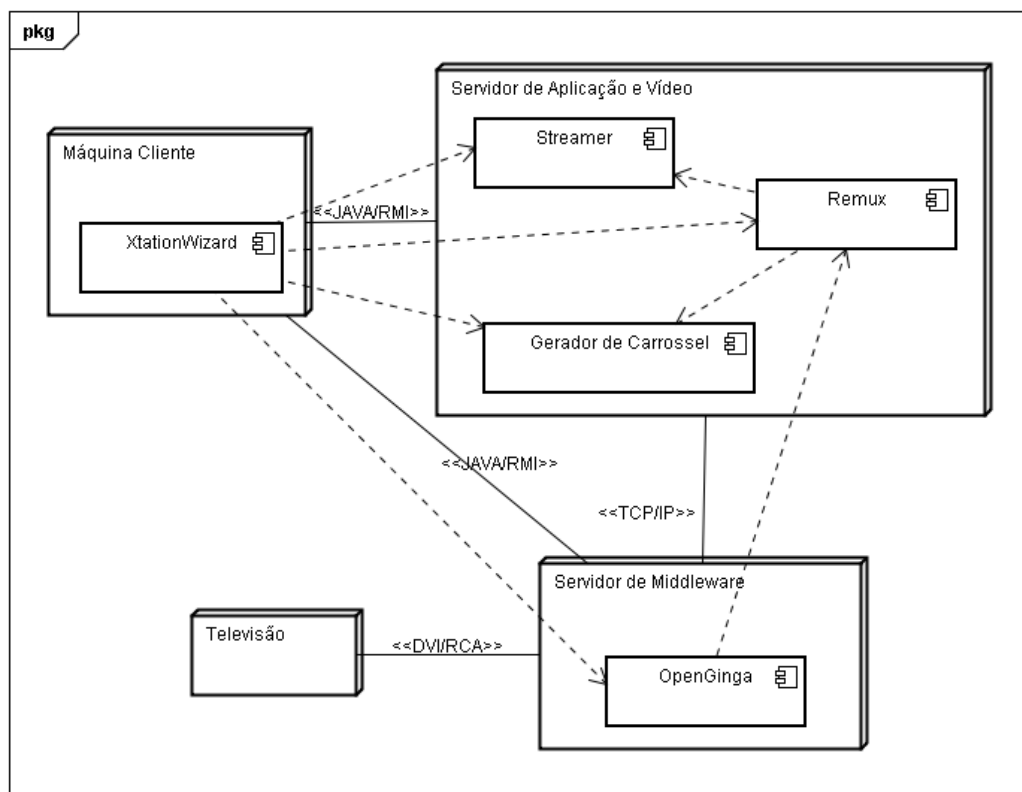 pkg
Servidor de Aplicação e Vídeo
Streamer
Máquina Cliente
Remux
<<JAVA/RMI>>
XtationWizard
Gerador de Carrossel
<<JAVA/RMI>>
<<TCP/IP>>
Servidor de Middleware
Televisão
<<DVI/RCA>>
OpenGinga